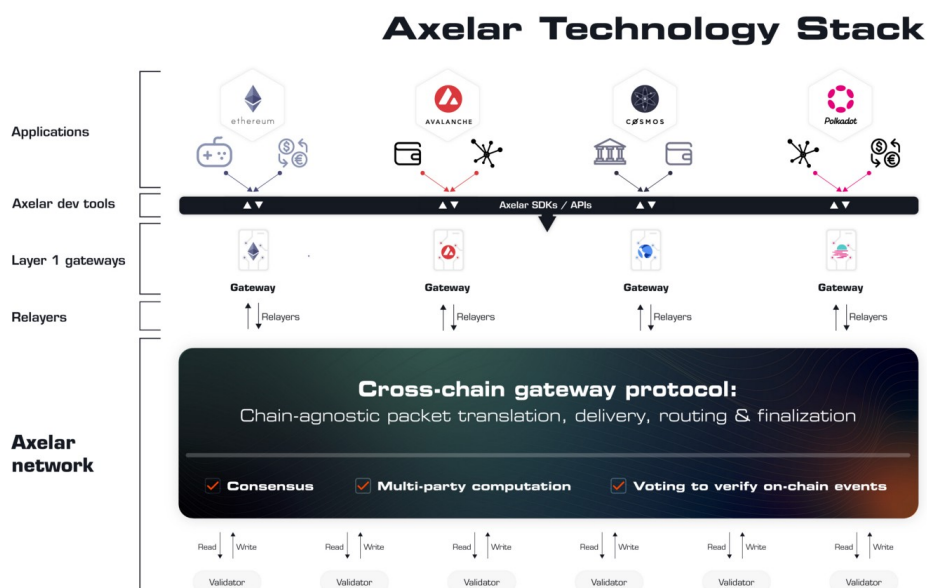 Axelar Technology Stack
Applications
ethereum
AVALANCHE
CØSMOS
Polkadot
Axelar dev tools
Axelar SDKs / APIs
Layer 1 gateways
Gateway
Gateway
Gateway
Gateway
Relayers
Relayers
Relayers
Relayers
Relayers
Axelar
network
Cross-chain gateway protocol:
Chain-agnostic packet translation, delivery, routing & finalization
Consensus
Multi-party computation
Voting to verify on-chain events
Read Write
Read Write
Read Write
Read Write
Read Write
Read Write
Validator
Validator
Validator
Validator
Validator
Validator